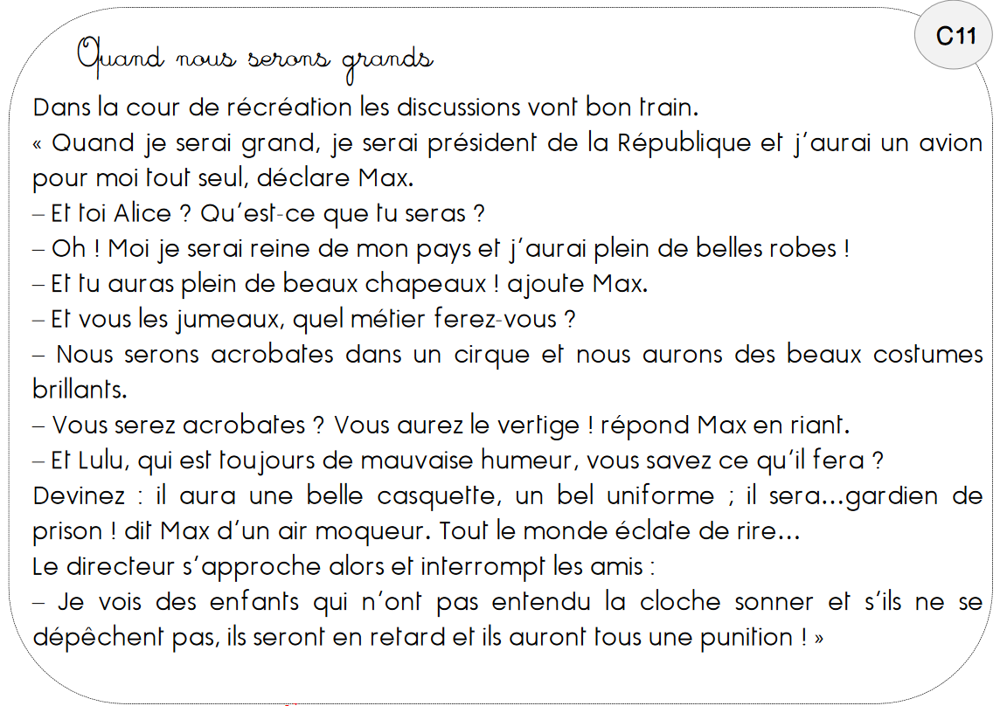 C11
Quand nous serons grands
Dans la cour de récréation les discussions vont bon train.
« Quand je serai grand, je serai président de la République et j’aurai un avion
pour moi tout seul, déclare Max.
– Et toi Alice ? Qu’est-ce que tu seras ?
– Oh ! Moi je serai reine de mon pays et j’aurai plein de belles robes !
– Et tu auras plein de beaux chapeaux ! ajoute Max.
– Et vous les jumeaux, quel métier ferez-vous ?
– Nous serons acrobates dans un cirque et nous aurons des beaux costumes
brillants.
– Vous serez acrobates ? Vous aurez le vertige ! répond Max en riant.
– Et Lulu, qui est toujours de mauvaise humeur, vous savez ce qu’il fera ?
Devinez : il aura une belle casquette, un bel uniforme ; il sera...gardien de
prison ! dit Max d’un air moqueur. Tout le monde éclate de rire...
Le directeur s’approche alors et interrompt les amis :
– Je vois des enfants qui n’ont pas entendu la cloche sonner et s’ils ne se
dépêchent pas, ils seront en retard et ils auront tous une punition ! »